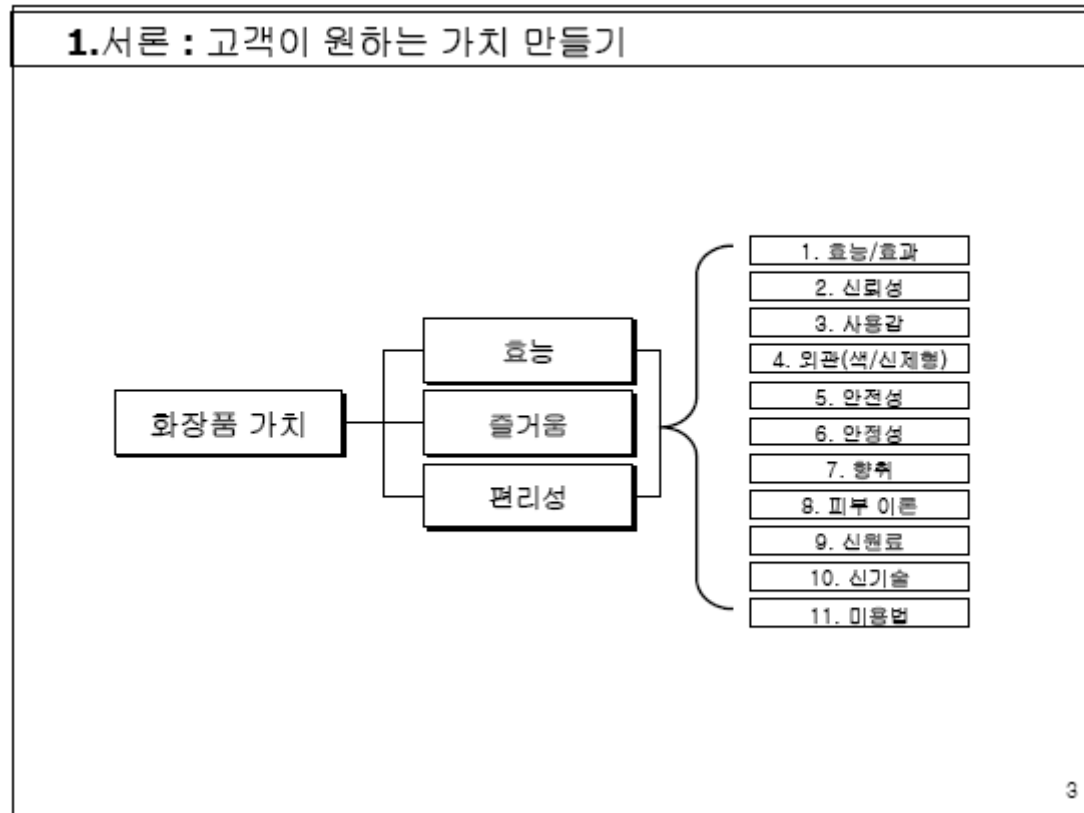 1.서론 : 고객이 원하는 가치 만들기
화장품 가치
효능
즐거움
편리성
1. 효능/효과
2. 신뢰성
3. 사용감
4. 외관(색/신제형)
5. 안전성
6. 안정성
7. 향취
8. 피부 이론
9. 신원료
10. 신기술
11. 미용법
3